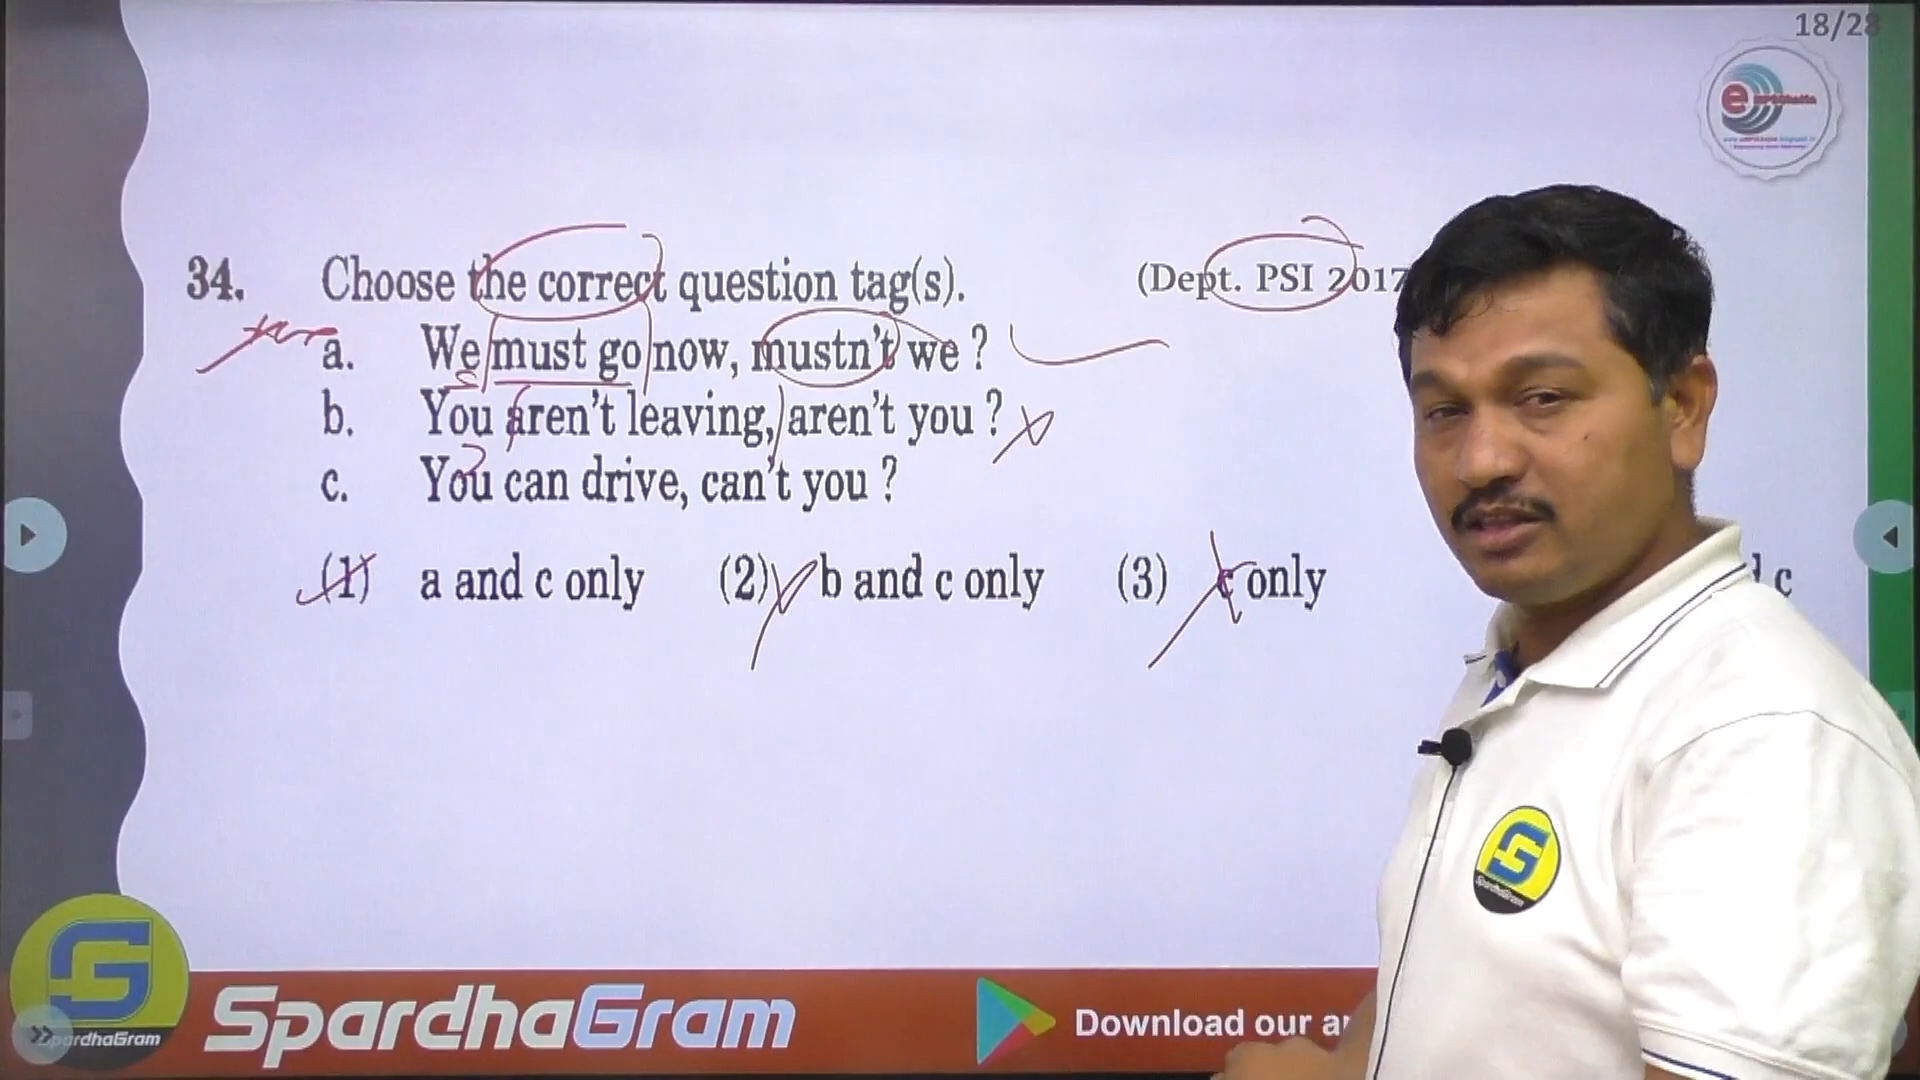 18/28
34. Choose the correct question tag(s). (Dept. PSI 2017
a. We must go now, mustn't we ?
b. You aren't leaving, aren't you ?
c. You can drive, can't you ?
(1) a and c only (2) b and c only (3) c only c
SpardhaGram
SpardhaGram
SpardhaGram
Download our a